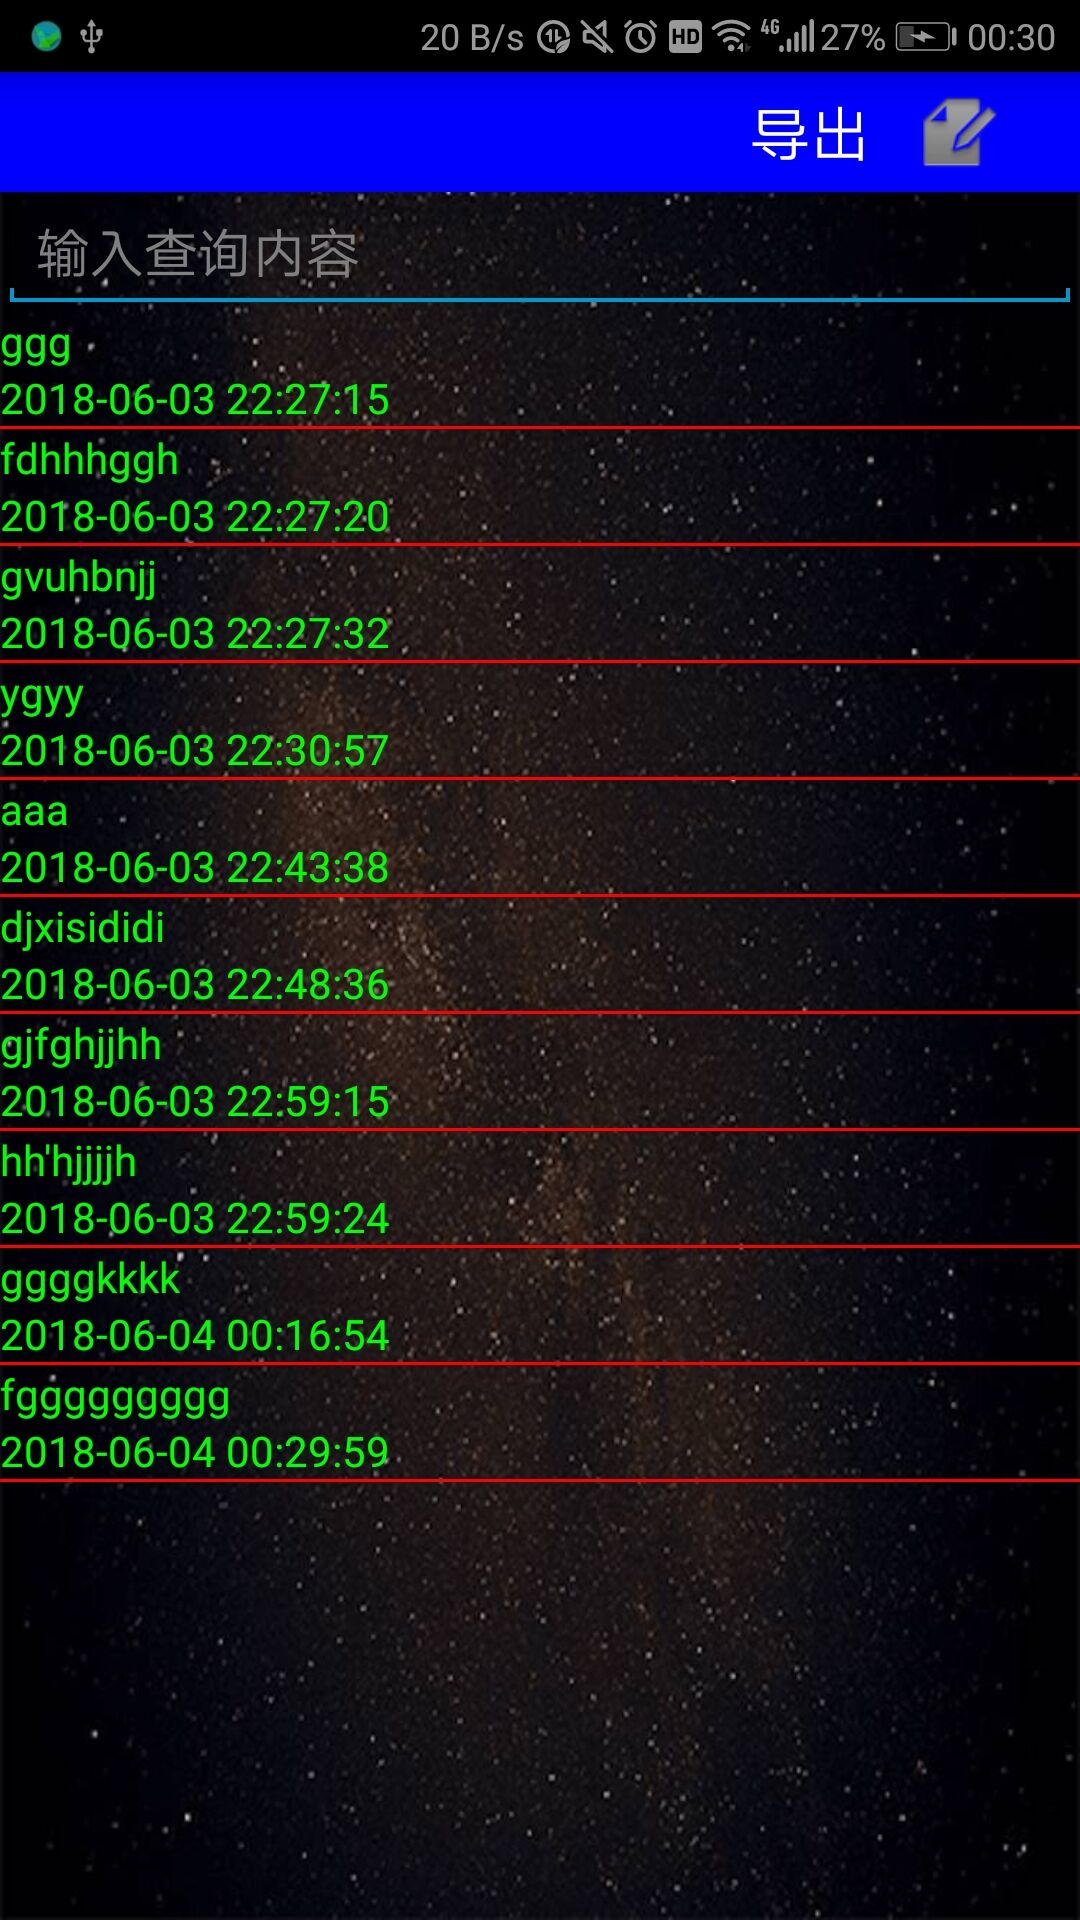 20 B/s HD 4G 27% 00:30
导出
输入查询内容
ggg
2018-06-03 22:27:15
fdhhhggh
2018-06-03 22:27:20
gvuhbnjj
2018-06-03 22:27:32
ygyy
2018-06-03 22:30:57
aaa
2018-06-03 22:43:38
djxisididi
2018-06-03 22:48:36
gjfghjjhh
2018-06-03 22:59:15
hh'hjjjjh
2018-06-03 22:59:24
ggggkkkk
2018-06-04 00:16:54
fggggggggg
2018-06-04 00:29:59